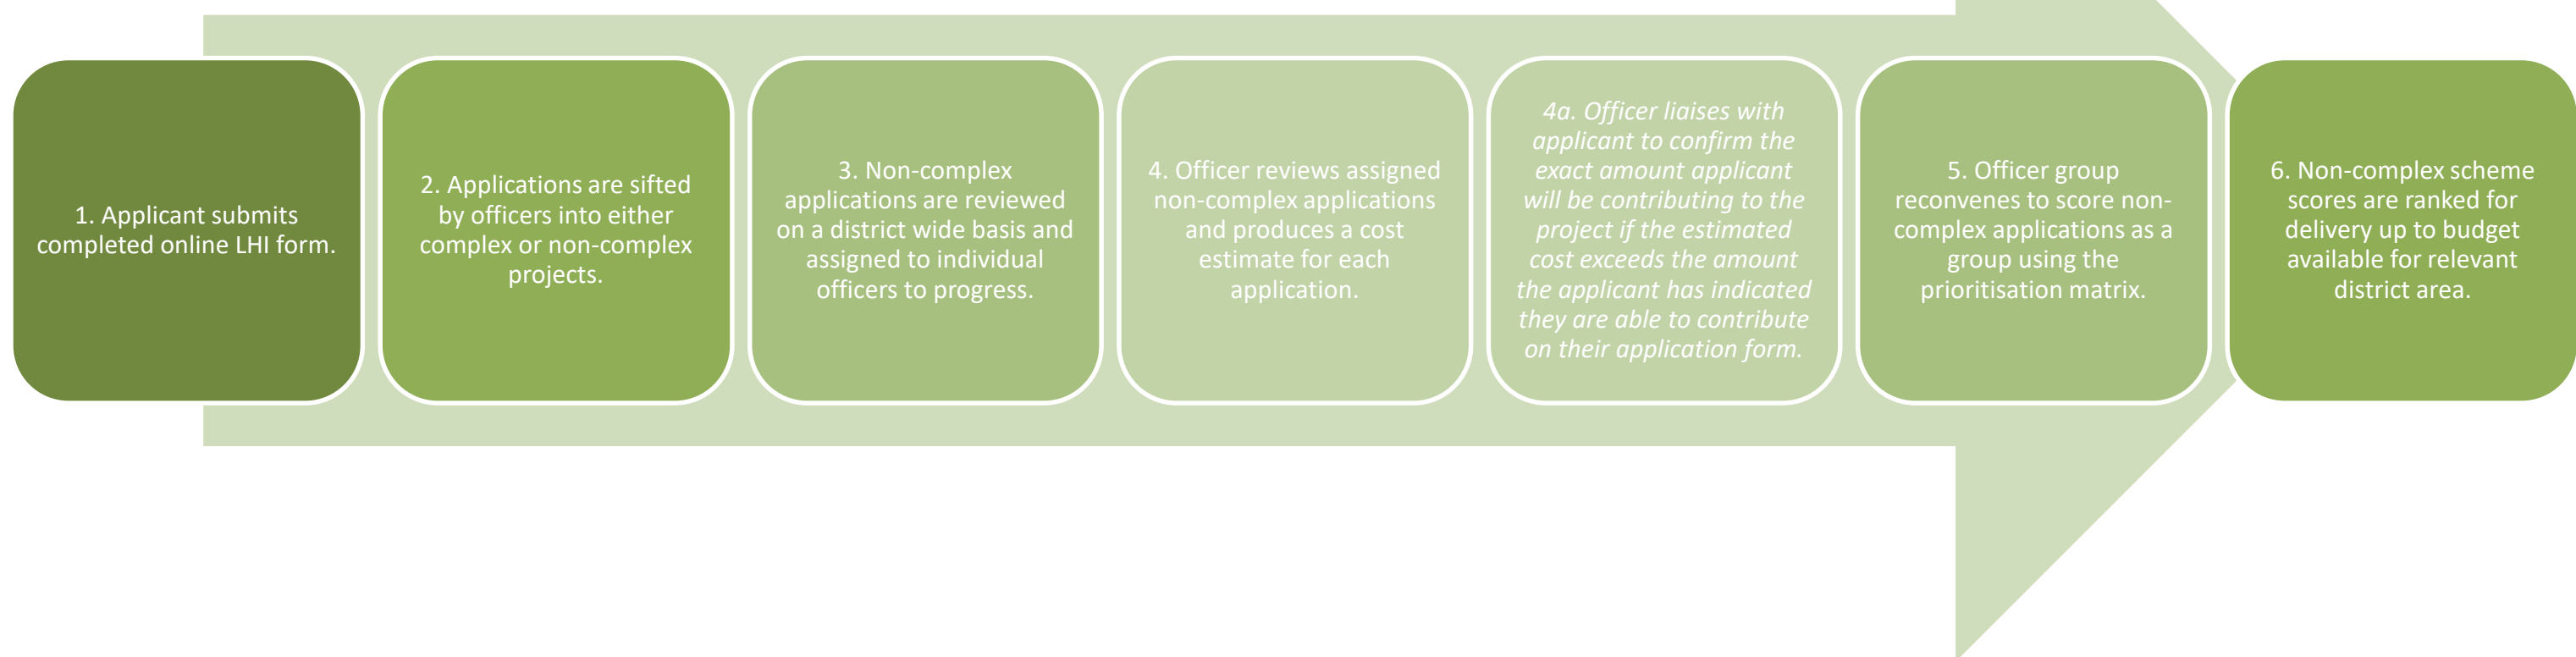 1. Applicant submits
completed online LHI form.
2. Applications are sifted
by officers into either
complex or non-complex
projects.
3. Non-complex
applications are reviewed
on a district wide basis and
assigned to individual
officers to progress.
4. Officer reviews assigned
non-complex applications
and produces a cost
estimate for each
application.
4a. Officer liaises with
applicant to confirm the
exact amount applicant
will be contributing to the
project if the estimated
cost exceeds the amount
the applicant has indicated
they are able to contribute
on their application form.
5. Officer group
reconvenes to score non-
complex applications as a
group using the
prioritisation matrix.
6. Non-complex scheme
scores are ranked for
delivery up to budget
available for relevant
district area.